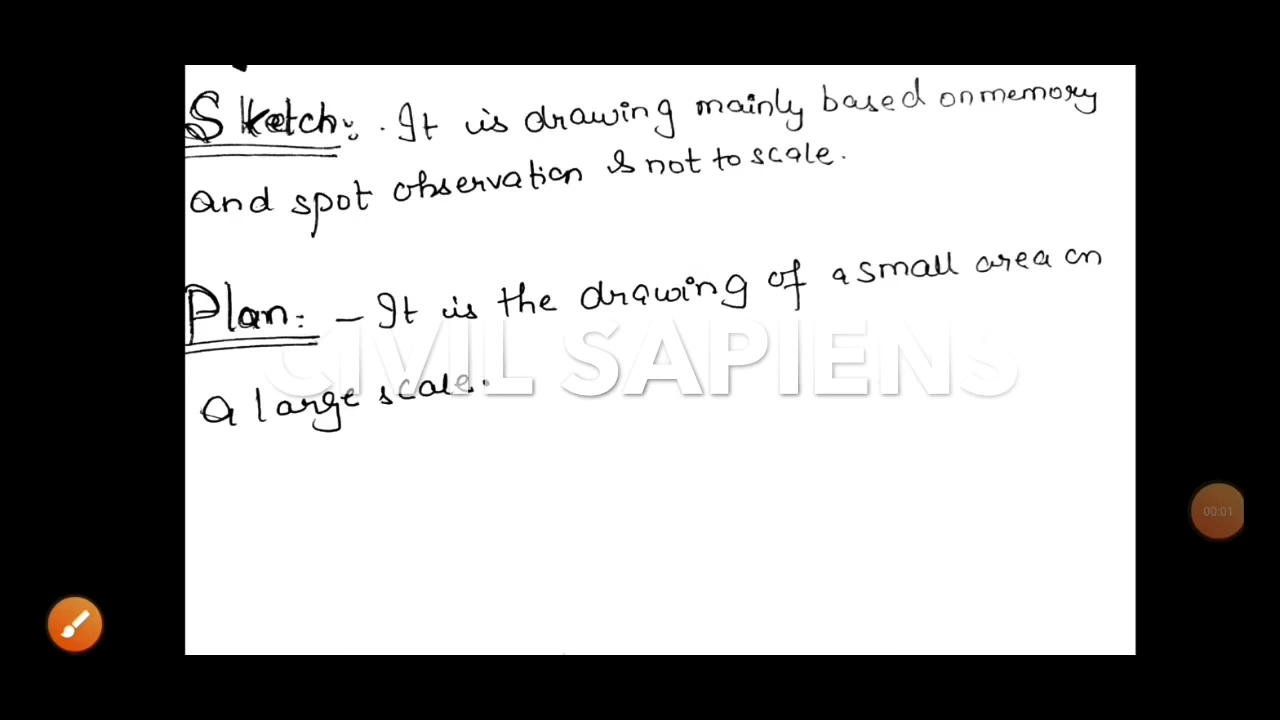 Sketch:. It is drawing mainly based on memory
and spot observation is not to scale.
Plan: - It is the drawing of a small area on
CIVIL SAPIENS
a large scale.
00:01